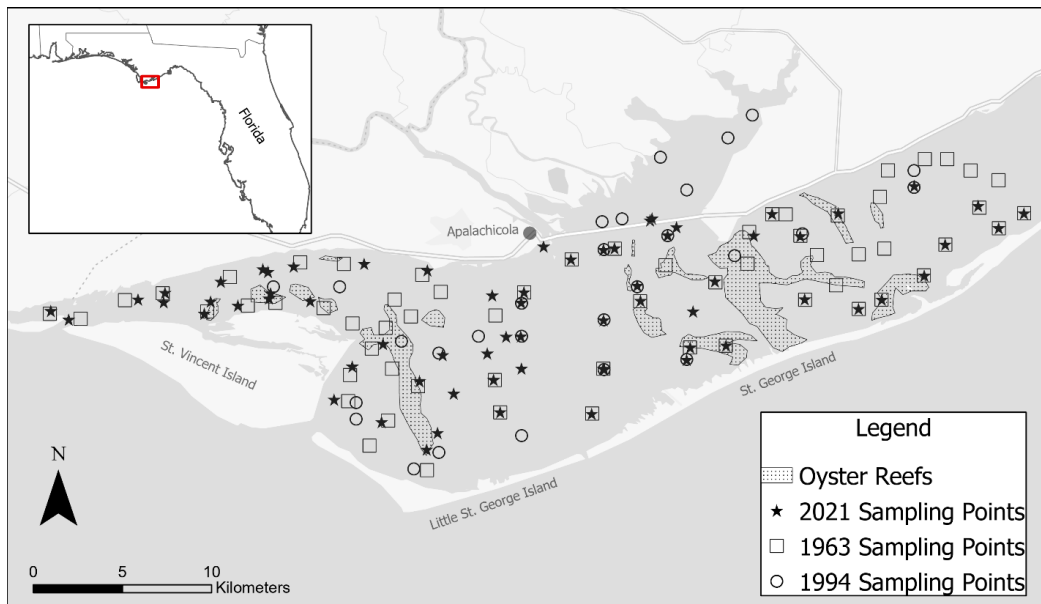 Florida
Apalachicola
St. Vincent Island
St. George Island
Little St. George Island
N
0 5 10
Kilometers
Legend
Oyster Reefs
2021 Sampling Points
1963 Sampling Points
1994 Sampling Points